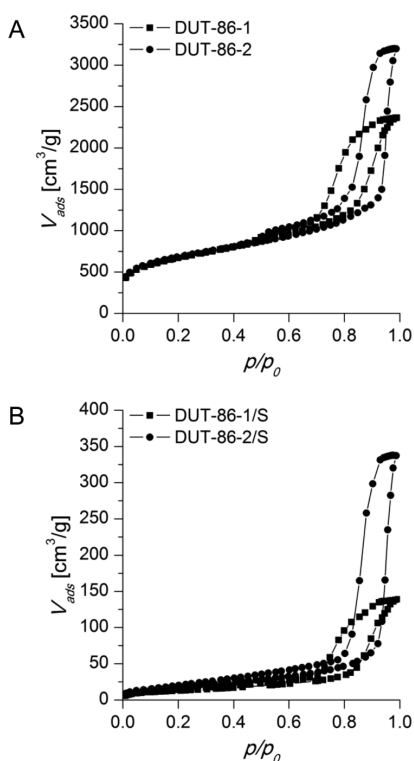 A
DUT-86-1
DUT-86-2
3500
3000
2500
2000
1500
1000
500
0
V_ads [cm³/g]
0.0 0.2 0.4 0.6 0.8 1.0
p/p₀
B
DUT-86-1/S
DUT-86-2/S
400
350
300
250
200
150
100
50
0
V_ads [cm³/g]
0.0 0.2 0.4 0.6 0.8 1.0
p/p₀